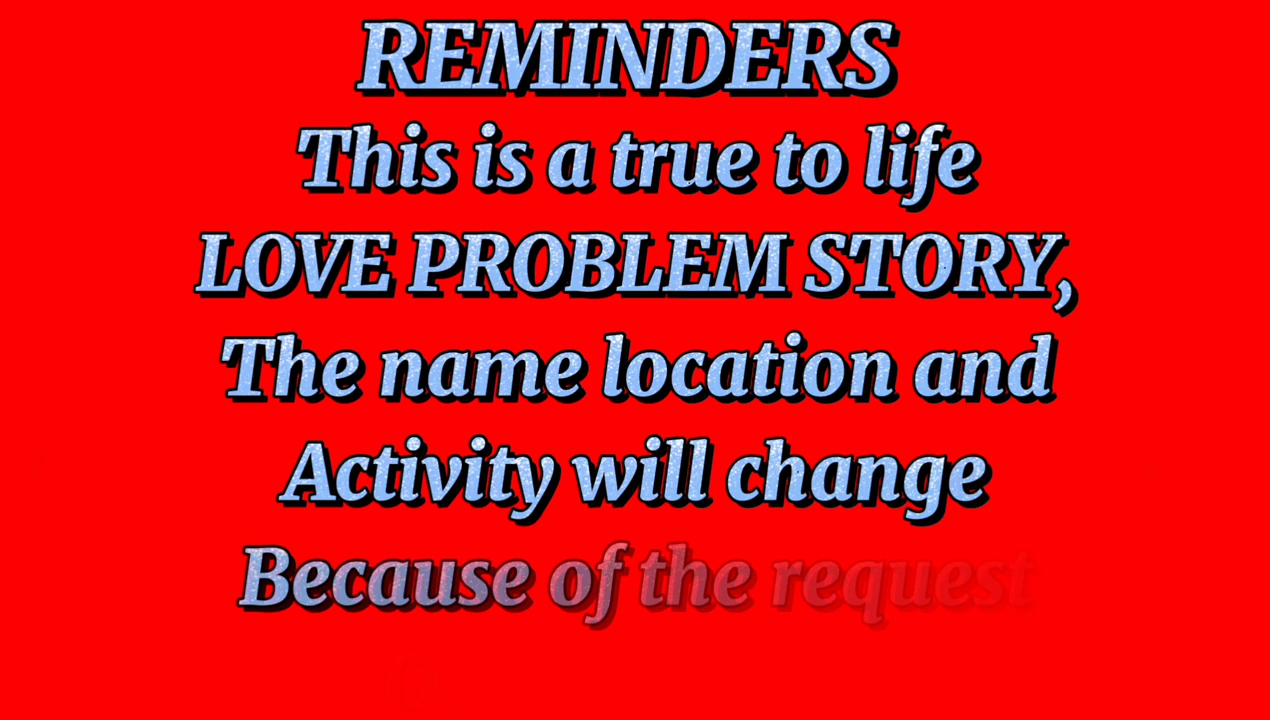 REMINDERS
This is a true to life
LOVE PROBLEM STORY,
The name location and
Activity will change
Because of the request